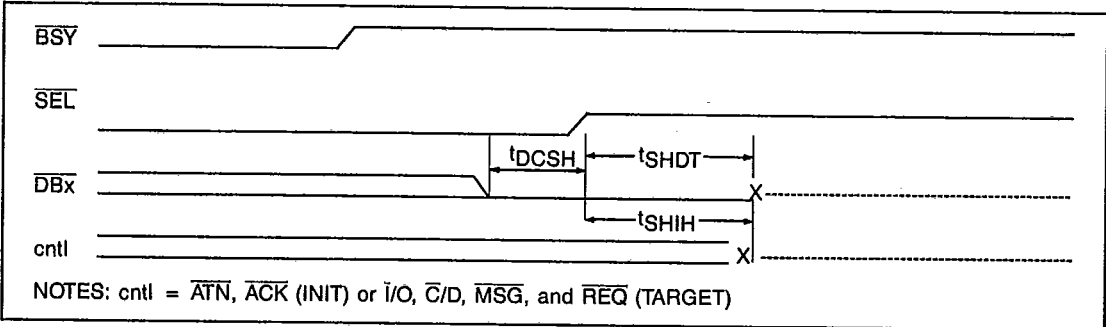 BSY
SEL
tDCSH
tSHDT
DBx
X
tSHIH
cntl
X
NOTES: cntl = ATN, ACK (INIT) or I/O, C/D, MSG, and REQ (TARGET)